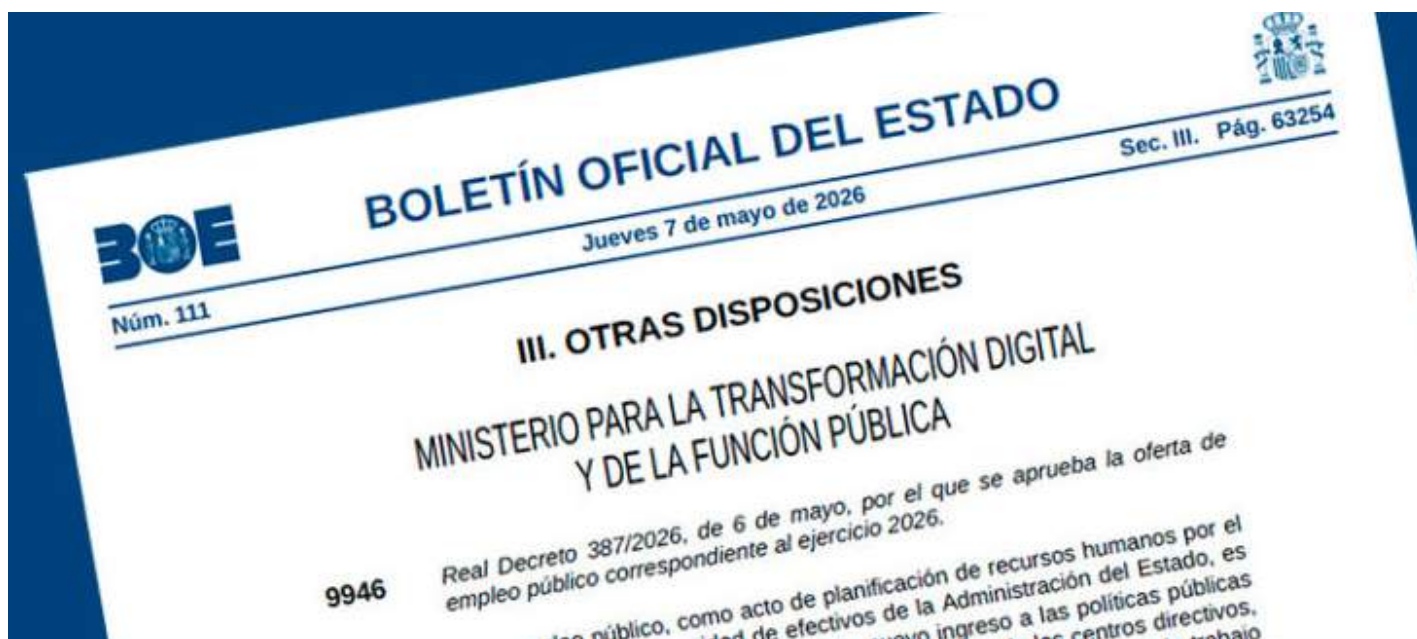 BOLETÍN OFICIAL DEL ESTADO
BOE
Núm. 111
Jueves 7 de mayo de 2026
Sec. III. Pág. 63254
III. OTRAS DISPOSICIONES
MINISTERIO PARA LA TRANSFORMACIÓN DIGITAL
Y DE LA FUNCIÓN PÚBLICA
9946
Real Decreto 387/2026, de 6 de mayo, por el que se aprueba la oferta de
empleo público correspondiente al ejercicio 2026.
público, como acto de planificación de recursos humanos por el
de efectivos de la Administración del Estado, es
ingreso a las políticas públicas
centros directivos,
trabajo